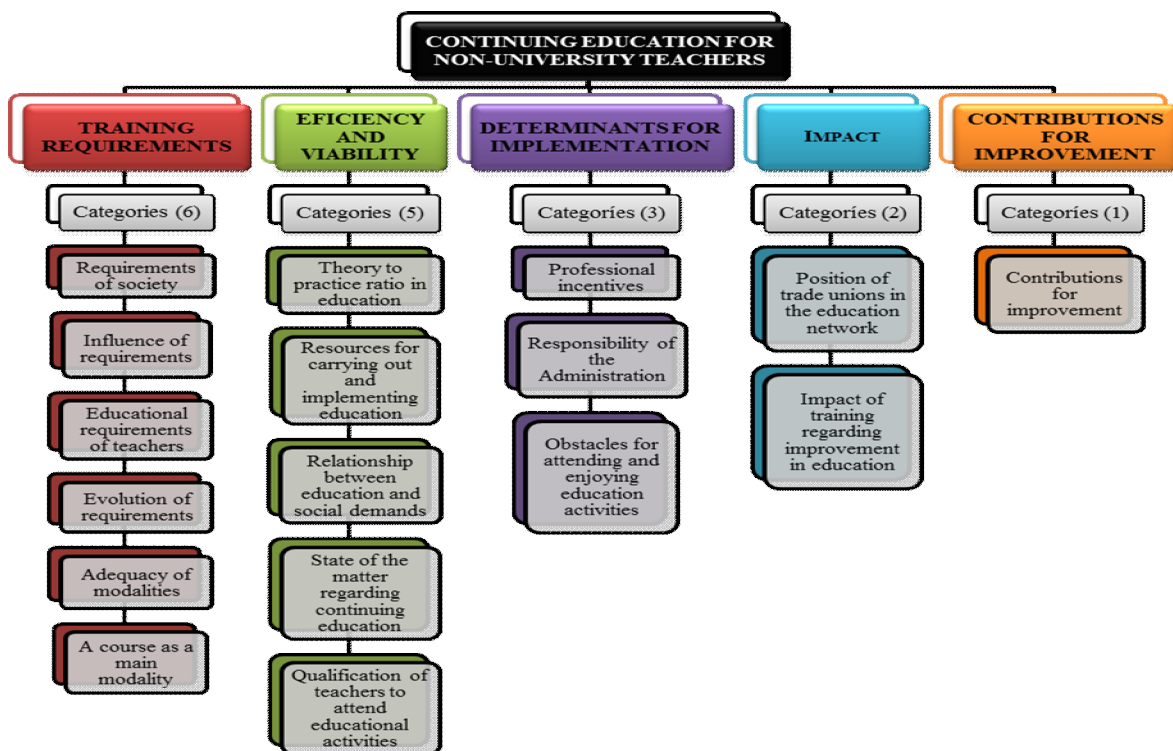 CONTINUING EDUCATION FOR
NON-UNIVERSITY TEACHERS
TRAINING
REQUIREMENTS
Categories (6)
Requirements
of society
Influence of
requirements
Educational
requirements
of teachers
Evolution of
requirements
Adequacy of
modalities
A course as a
main
modality
EFICIENCY
AND
VIABILITY
Categories (5)
Theory to
practice ratio in
education
Resources for
carrying out
and
implementing
education
Relationship
between
education and
social demands
State of the
matter
regarding
continuing
education
Qualification of
teachers to
attend
educational
activities
DETERMINANTS FOR
IMPLEMENTATION
Categoríes (3)
Professional
incentives
Responsibility of
the
Administration
Obstacles for
attending and
enjoying
education
activities
IMPACT
Categoríes (2)
Position of
trade unions in
the education
network
Impact of
training
regarding
improvement
in education
CONTRIBUTIONS
FOR
IMPROVEMENT
Categoríes (1)
Contributions
for
improvement